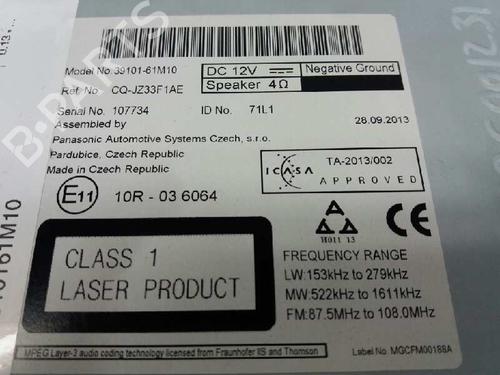 Model No. 39101-61M10
DC 12V
Negative Ground
Ref No. CQ-JZ33F1AE
Speaker 4Ω
Serial No. 107734 ID No. 71L1
28.09.2013
Assembled by
Panasonic Automotive Systems Czech, s.r.o.
Pardubice, Czech Republic
Made in Czech Republic
ICASA
TA-2013/002
APPROVED
E11 10R - 03 6064
H011 13
CE
CLASS 1
LASER PRODUCT
FREQUENCY RANGE
LW: 153kHz to 279kHz
MW: 522kHz to 1611kHz
FM: 87.5MHz to 108.0MHz
MPEG Layer-3 audio coding technology licensed from Fraunhofer IIS and Thomson
Label No. MGCFM00188A
B-PARTS